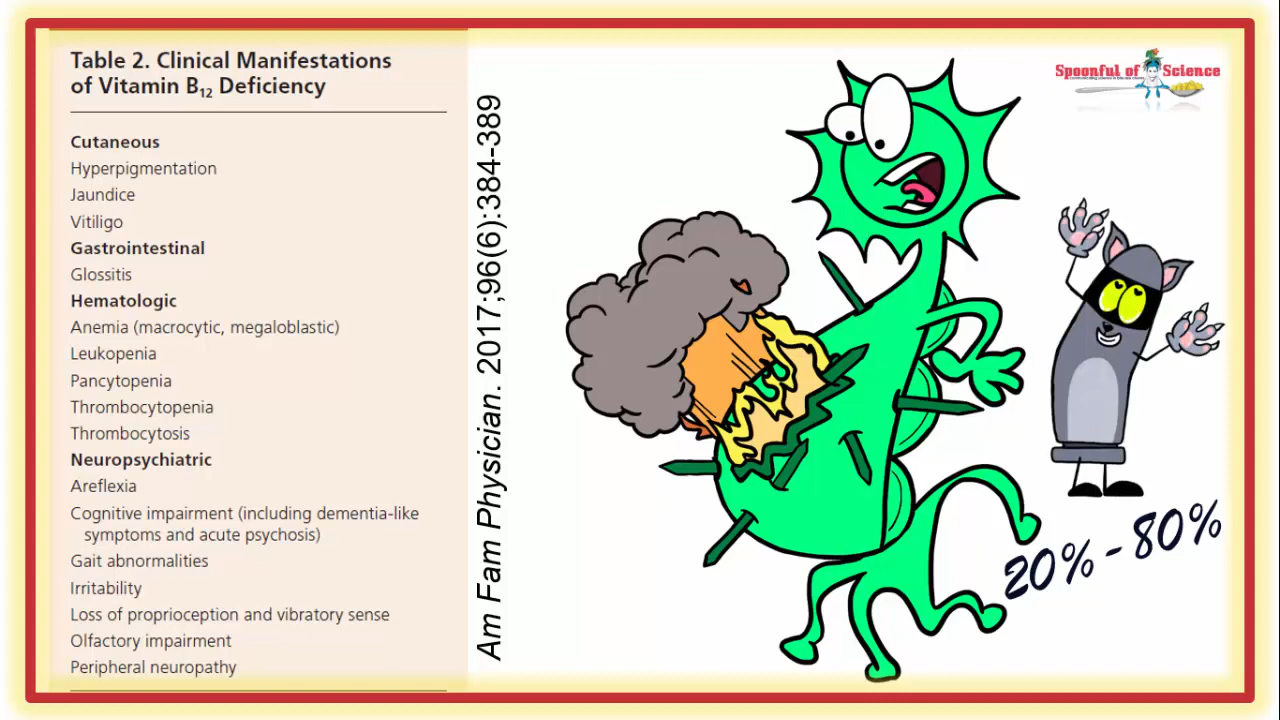 Table 2. Clinical Manifestations
of Vitamin B12 Deficiency
Cutaneous
Hyperpigmentation
Jaundice
Vitiligo
Gastrointestinal
Glossitis
Hematologic
Anemia (macrocytic, megaloblastic)
Leukopenia
Pancytopenia
Thrombocytopenia
Thrombocytosis
Neuropsychiatric
Areflexia
Cognitive impairment (including dementia-like
symptoms and acute psychosis)
Gait abnormalities
Irritability
Loss of proprioception and vibratory sense
Olfactory impairment
Peripheral neuropathy
Am Fam Physician. 2017;96(6):384-389
Spoonful of Science
20% - 80%